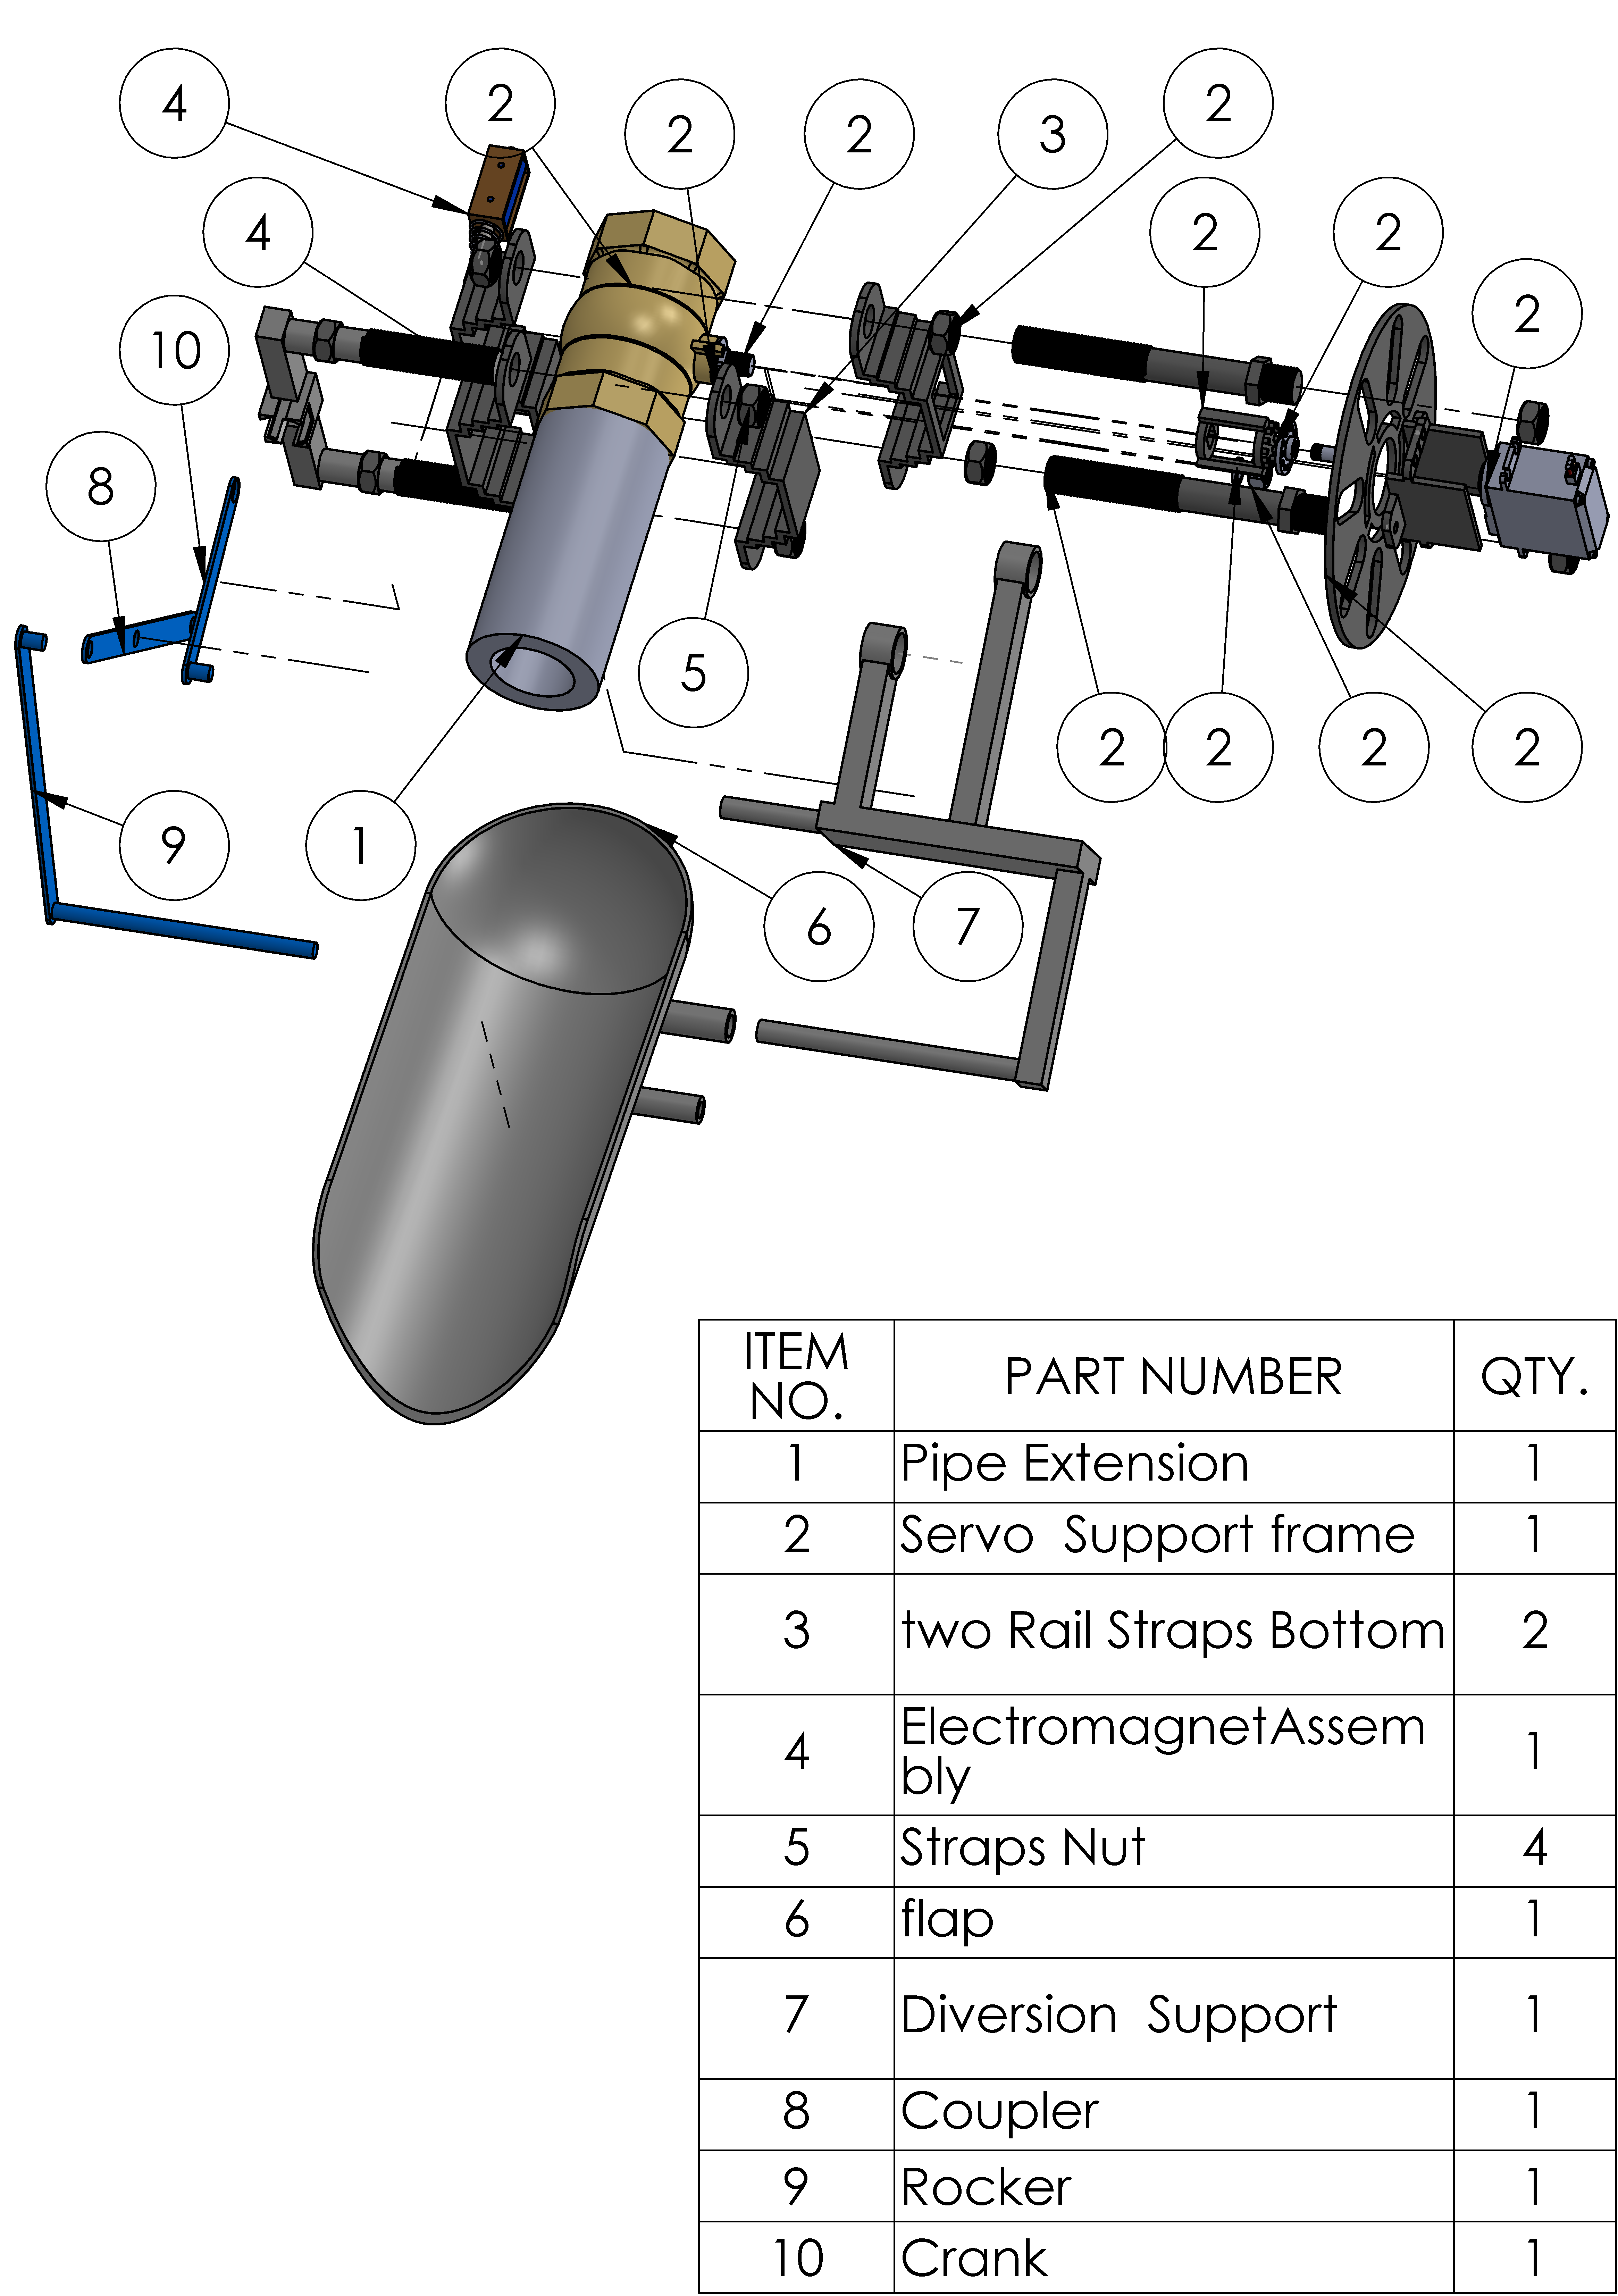 4
2
2
2
3
2
4
2
2
2
10
8
5
2
2
2
2
9
1
6
7
ITEM NO.
PART NUMBER
QTY.
1 Pipe Extension 1
2 Servo Support frame 1
3 two Rail Straps Bottom 2
4 ElectromagnetAssem
bly 1
5 Straps Nut 4
6 flap 1
7 Diversion Support 1
8 Coupler 1
9 Rocker 1
10 Crank 1